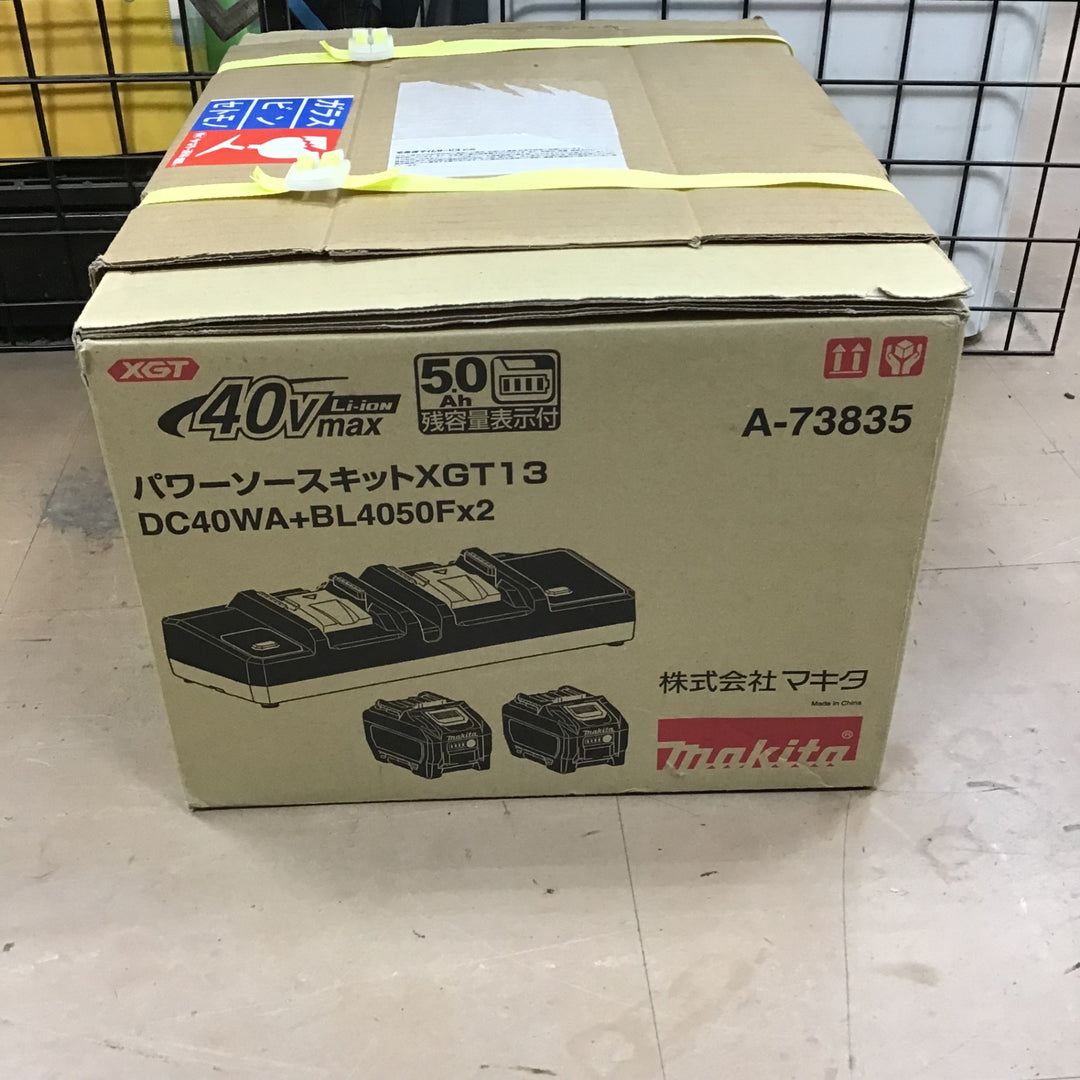 ガラス
ビン
セトモノ
XGT
40Vmax
Li-ion
5.0
Ah
残容量表示付
A-73835
パワーソースキットXGT13
DC40WA+BL4050Fx2
makita
makita
株式会社マキタ
Made in China
makita®